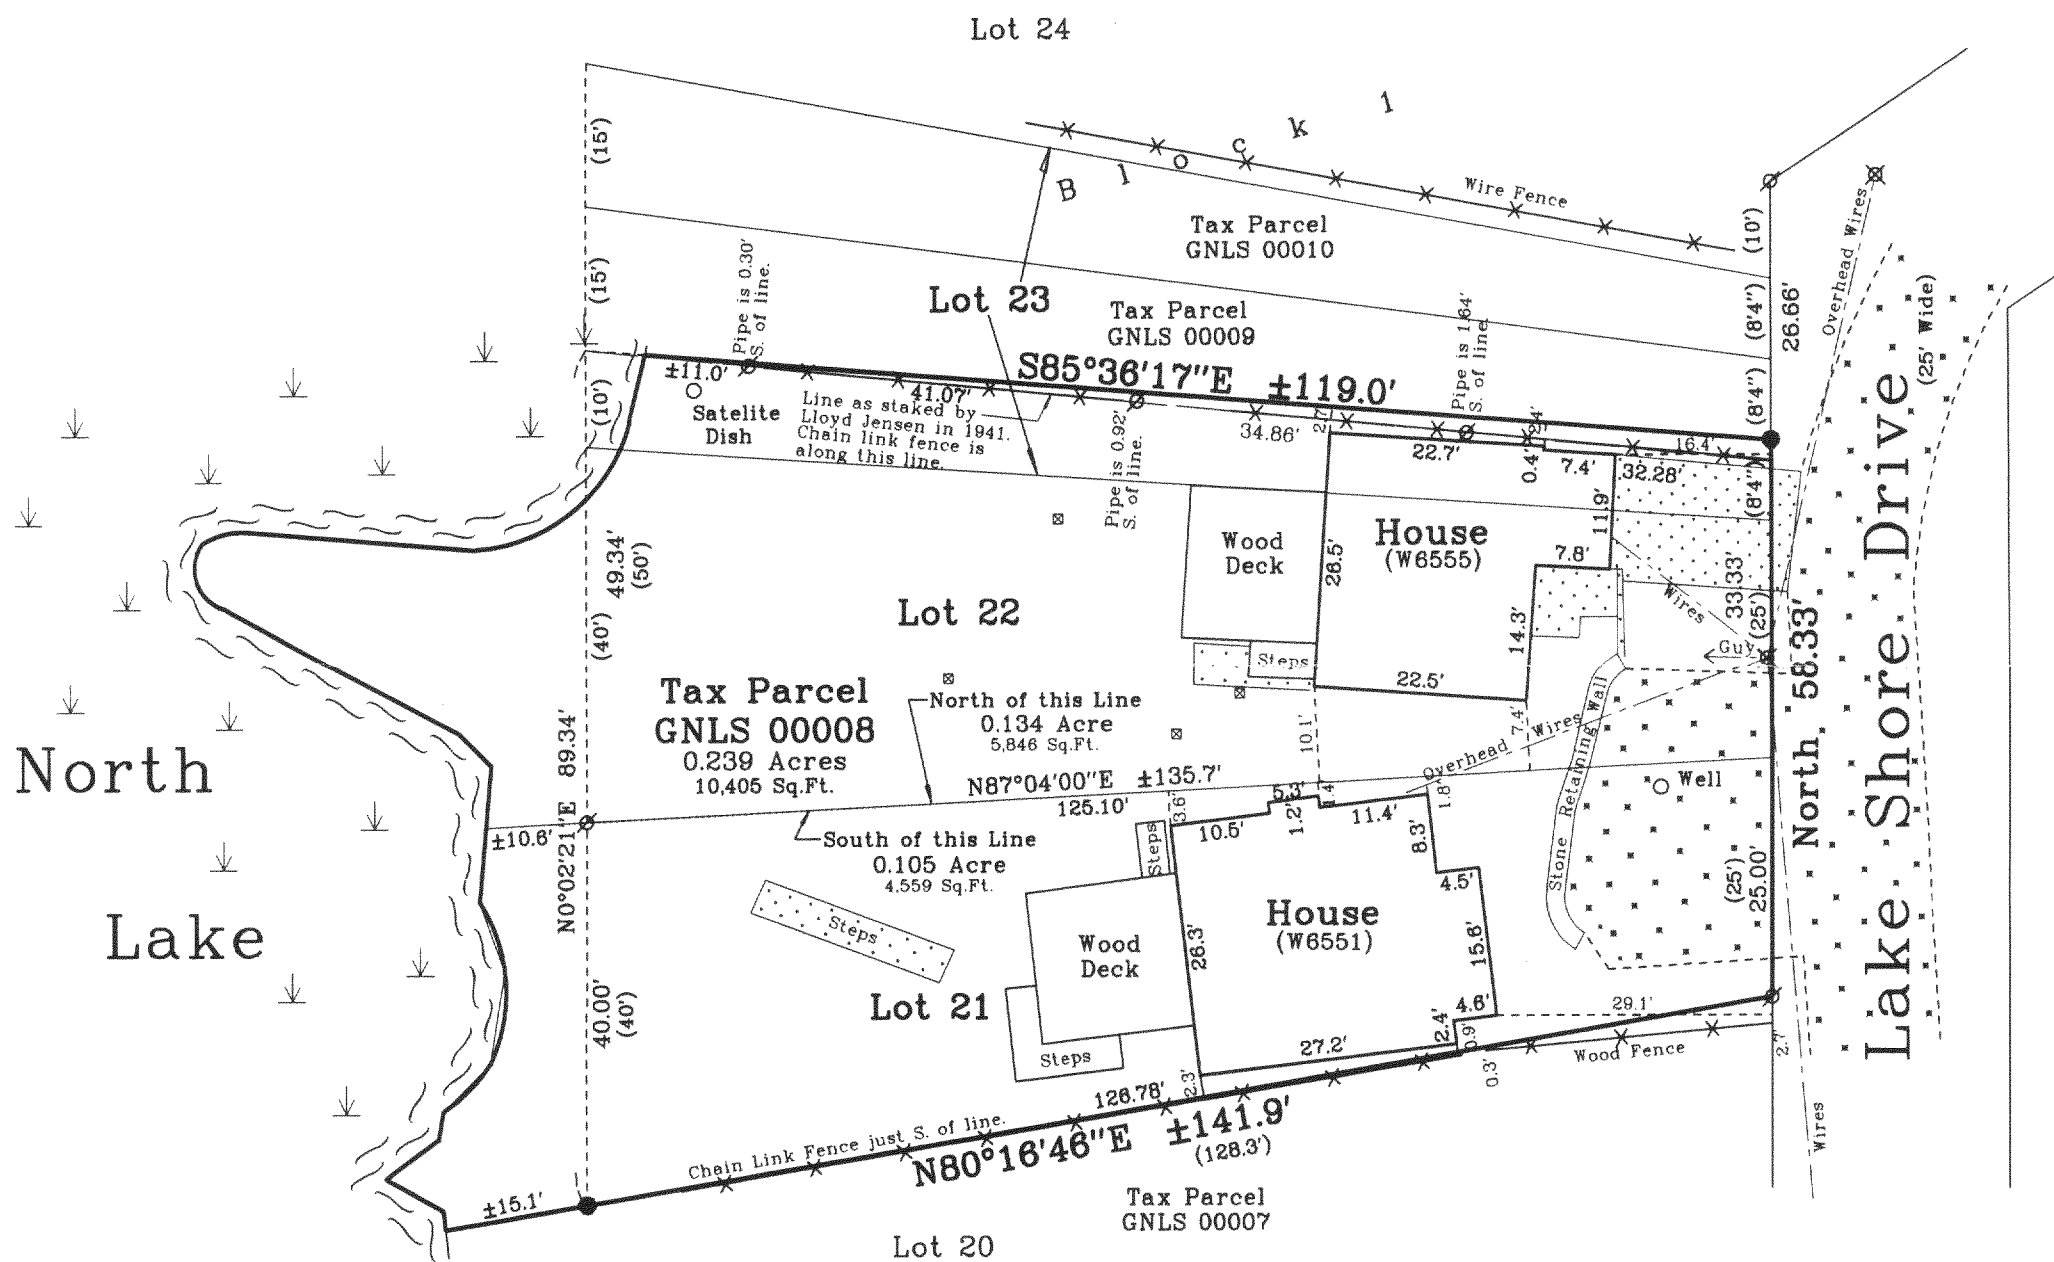 Lot 24
B l o c k 1
Wire Fence
(15')
(15')
(10')
Tax Parcel
GNLS 00010
Lot 23
Tax Parcel
GNLS 00009
(10')
(8'4")
26.66'
(8'4")
(8'4")
Overhead Wires
(25' Wide)
Lake Shore Drive
Pipe is 0.30'
S. of line.
S85°36'17"E ±119.0'
±11.0'
41.07'
Satelite
Dish
Line as staked by
Lloyd Jensen in 1941.
Chain link fence is
along this line.
Pipe is 0.92'
S. of line.
34.86'
Pipe is 1.64'
S. of line.
22.7'
0.4'
7.4'
32.28'
16.4'
11.9'
Wood
Deck
26.5'
House
(W6555)
7.8'
14.3'
22.5'
Steps
Wires
Guy
33.33'
(25')
North 58.33'
49.34'
(50')
(40')
Lot 22
Tax Parcel
GNLS 00008
0.239 Acres
10,405 Sq.Ft.
North of this Line
0.134 Acre
5,846 Sq.Ft.
10.1'
7.4'
Overhead Wires
Stone Retaining Wall
Well
N87°04'00"E ±135.7'
125.10'
±10.6'
N0°02'21"E 89.34'
South of this Line
0.105 Acre
4,559 Sq.Ft.
3.6'
5.3'
1.2'
10.5'
11.4'
1.8'
8.3'
4.5'
Steps
Steps
Wood
Deck
26.3'
House
(W6551)
15.6'
4.6'
2.4'
0.9'
29.1'
(25')
25.00'
North
Lake
40.00'
(40')
Lot 21
Steps
27.2'
2.3'
0.3'
Wood Fence
2.7'
Wires
126.78'
Chain Link Fence just S. of line.
N80°16'46"E ±141.9'
(128.3')
±15.1'
Tax Parcel
GNLS 00007
Lot 20